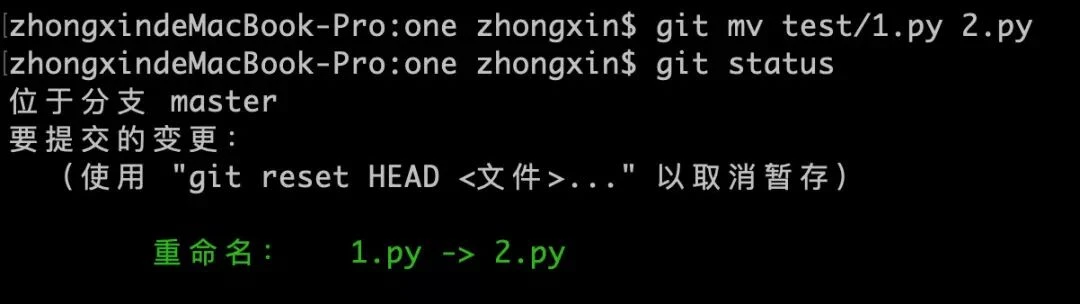 zhongxindeMacBook-Pro:one zhongxin$ git mv test/1.py 2.py
zhongxindeMacBook-Pro:one zhongxin$ git status
位于分支 master
要提交的变更：
（使用 "git reset HEAD <文件>..." 以取消暂存）
重命名： 1.py -> 2.py